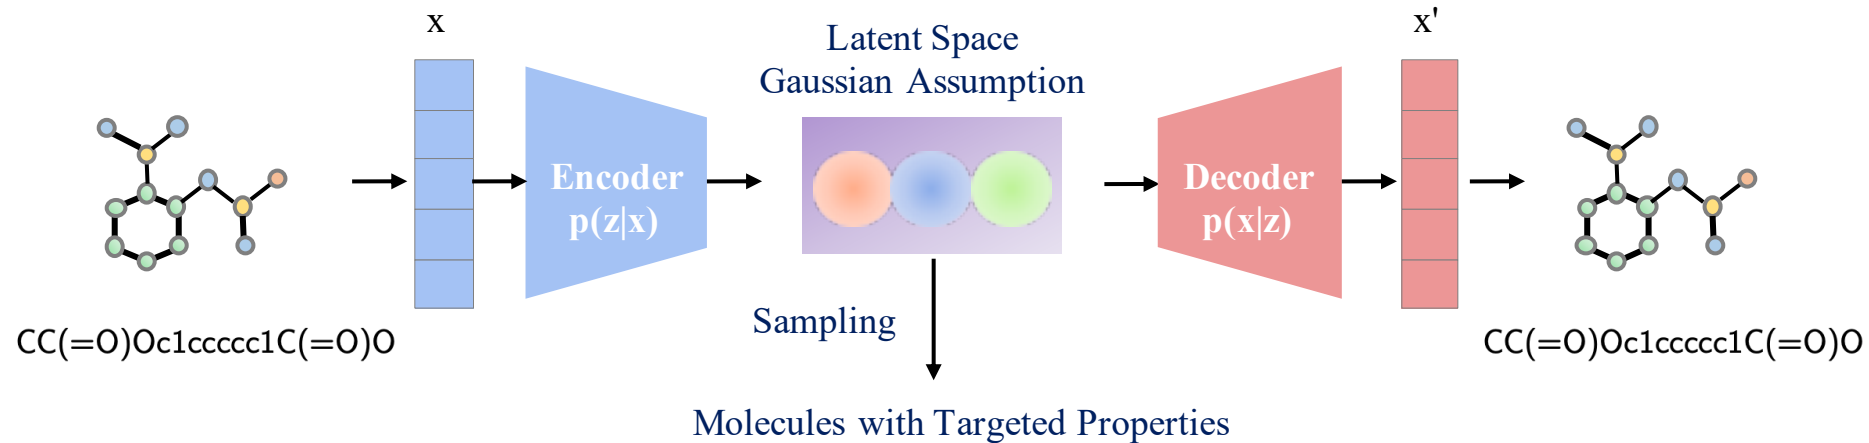 x
x'
Latent Space
Gaussian Assumption
Encoder
p(z|x)
Decoder
p(x|z)
Sampling
CC(=O)Oc1ccccc1C(=O)O
CC(=O)Oc1ccccc1C(=O)O
Molecules with Targeted Properties